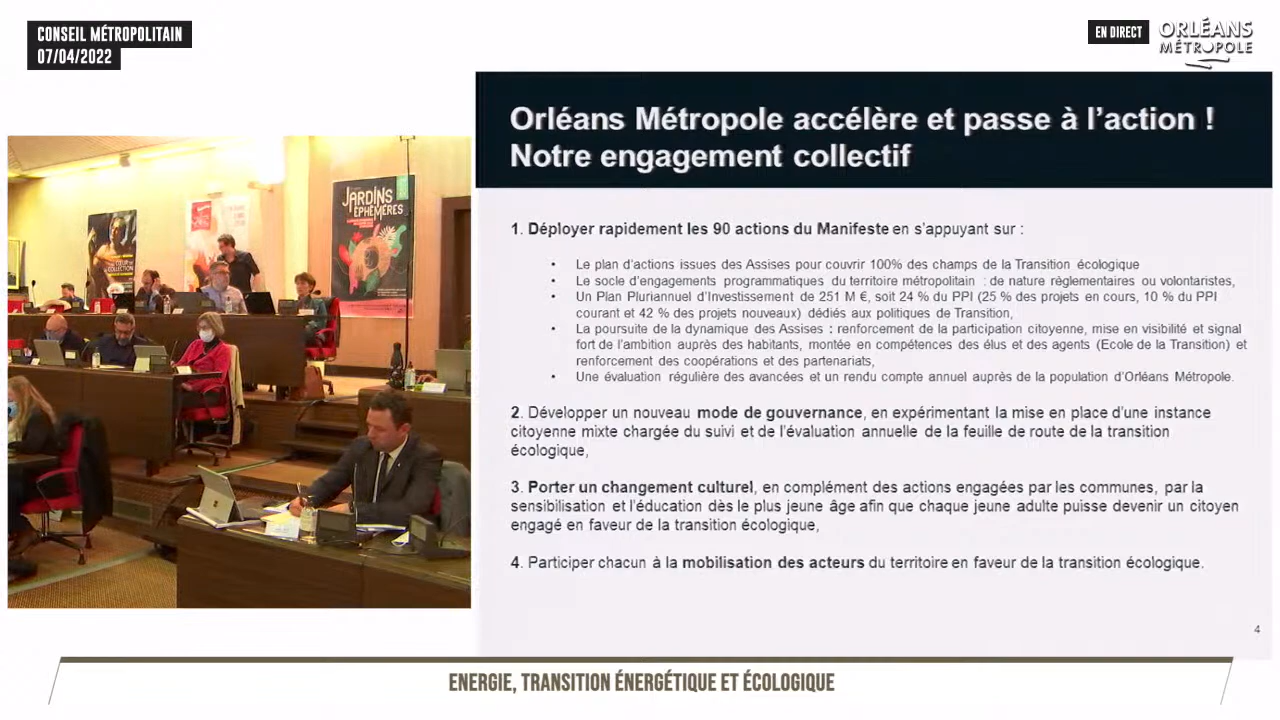 CONSEIL MÉTROPOLITAIN
07/04/2022
EN DIRECT
ORLÉANS
MÉTROPOLE
Orléans Métropole accélère et passe à l'action !
Notre engagement collectif
1. Déployer rapidement les 90 actions du Manifeste en s'appuyant sur :
• Le plan d'actions issues des Assises pour couvrir 100% des champs de la Transition écologique
• Le socle d'engagements programmatiques du territoire métropolitain : de nature règlementaires ou volontaristes,
• Un Plan Pluriannuel d'Investissement de 251 M €, soit 24 % du PPI (25 % des projets en cours, 10 % du PPI
courant et 42 % des projets nouveaux) dédiés aux politiques de Transition,
• La poursuite de la dynamique des Assises : renforcement de la participation citoyenne, mise en visibilité et signal
fort de l'ambition auprès des habitants, montée en compétences des élus et des agents (Ecole de la Transition) et
renforcement des coopérations et des partenariats,
• Une évaluation régulière des avancées et un rendu compte annuel auprès de la population d'Orléans Métropole.
2. Développer un nouveau mode de gouvernance, en expérimentant la mise en place d'une instance
citoyenne mixte chargée du suivi et de l'évaluation annuelle de la feuille de route de la transition
écologique,
3. Porter un changement culturel, en complément des actions engagées par les communes, par la
sensibilisation et l'éducation dès le plus jeune âge afin que chaque jeune adulte puisse devenir un citoyen
engagé en faveur de la transition écologique,
4. Participer chacun à la mobilisation des acteurs du territoire en faveur de la transition écologique.
4
JARDINS
ÉPHÉMÈRES
ENERGIE, TRANSITION ÉNERGÉTIQUE ET ÉCOLOGIQUE